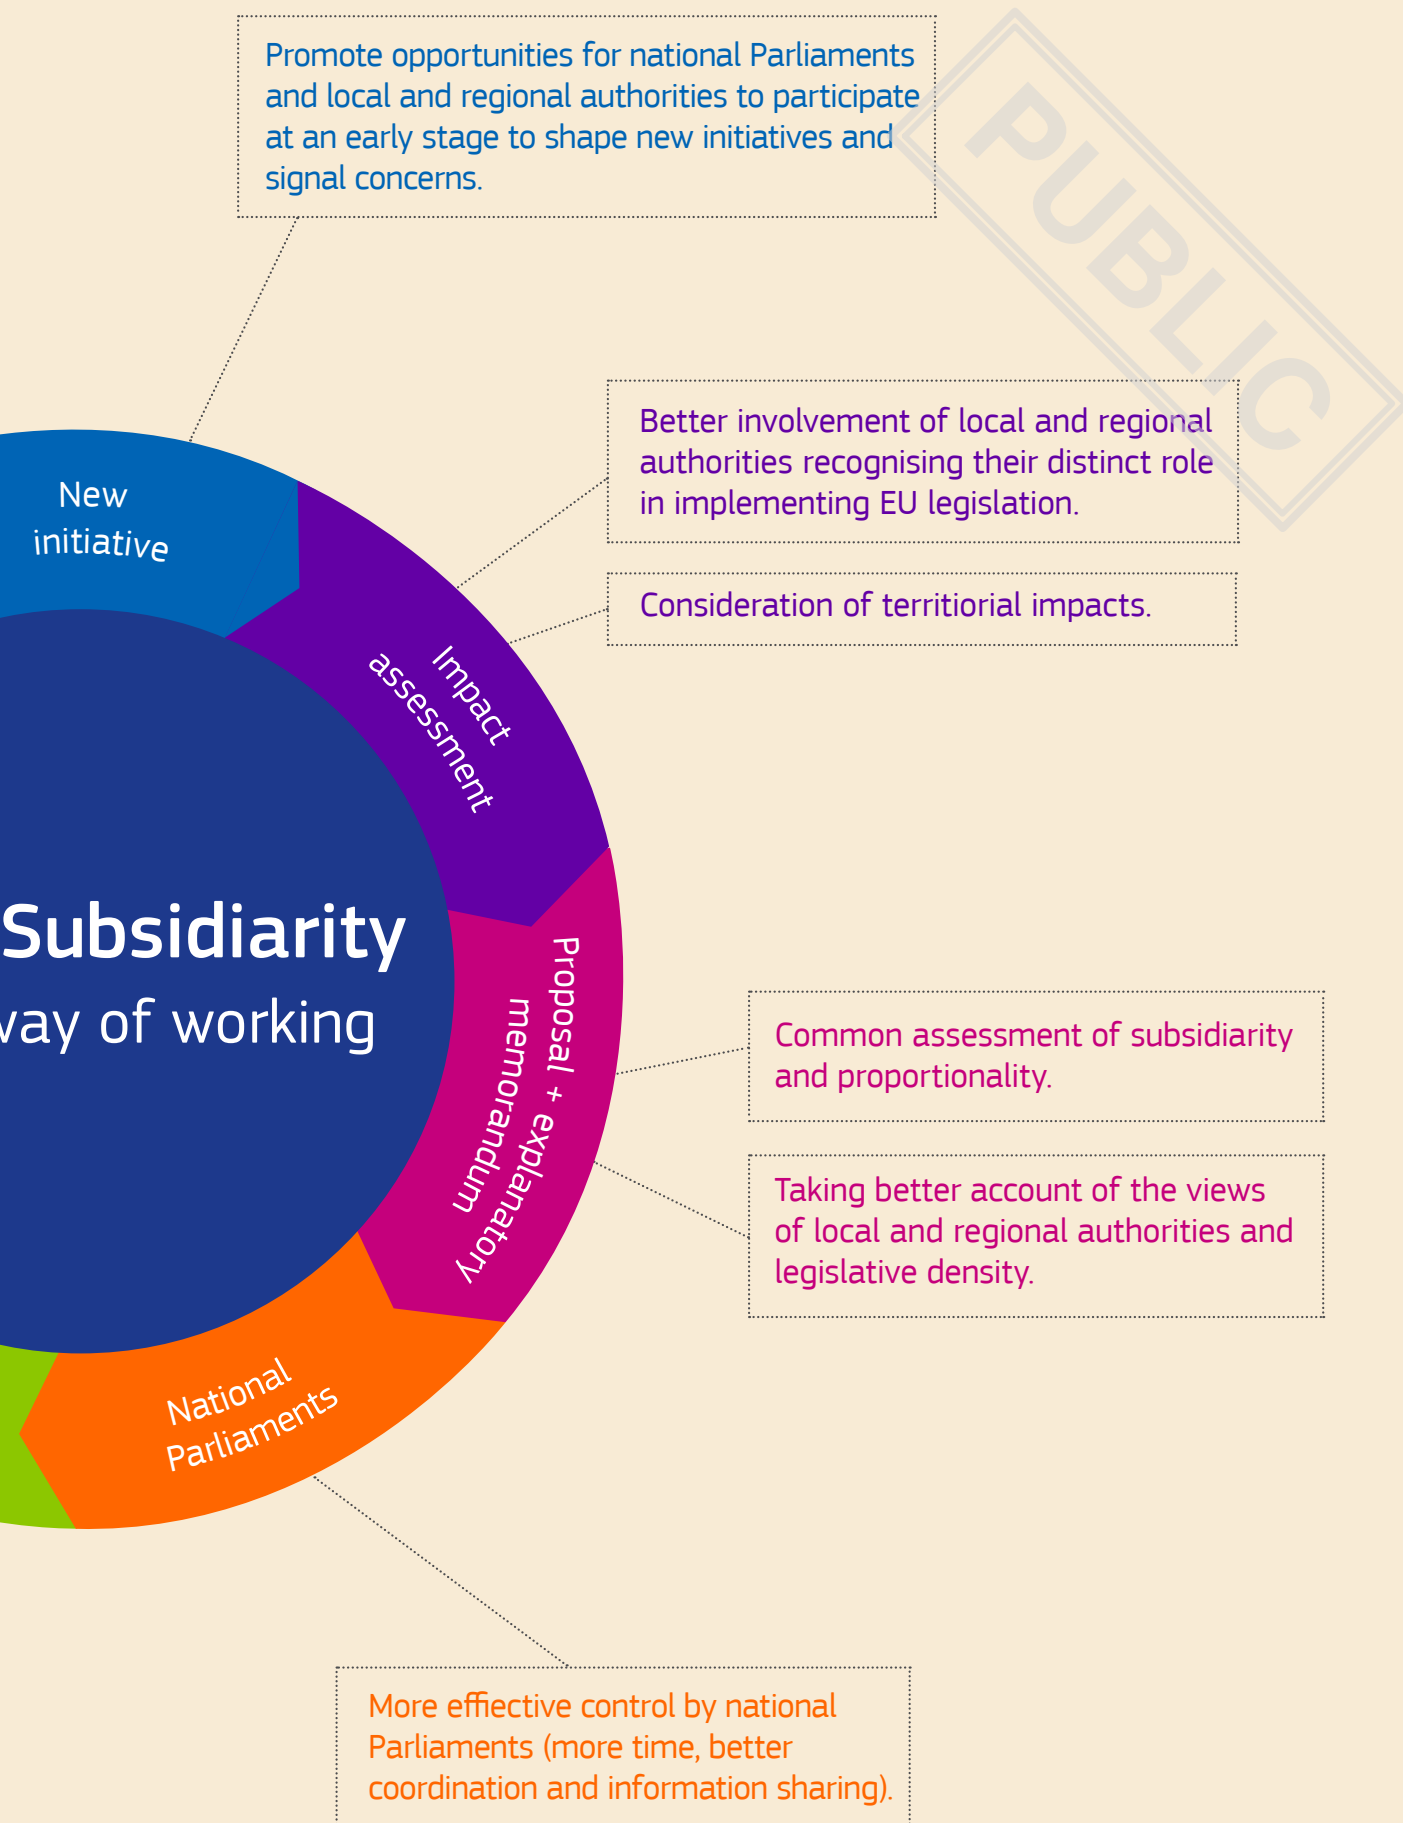 Promote opportunities for national Parliaments
and local and regional authorities to participate
at an early stage to shape new initiatives and
signal concerns.
PUBLIC
Better involvement of local and regional
authorities recognising their distinct role
in implementing EU legislation.
New
initiative
Consideration of territiorial impacts.
Impact
assessment
Subsidiarity
way of working
Proposal + explanatory
memorandum
Common assessment of subsidiarity
and proportionality.
Taking better account of the views
of local and regional authorities and
legislative density.
National
Parliaments
More effiective control by national
Parliaments (more time, better
coordination and information sharing).